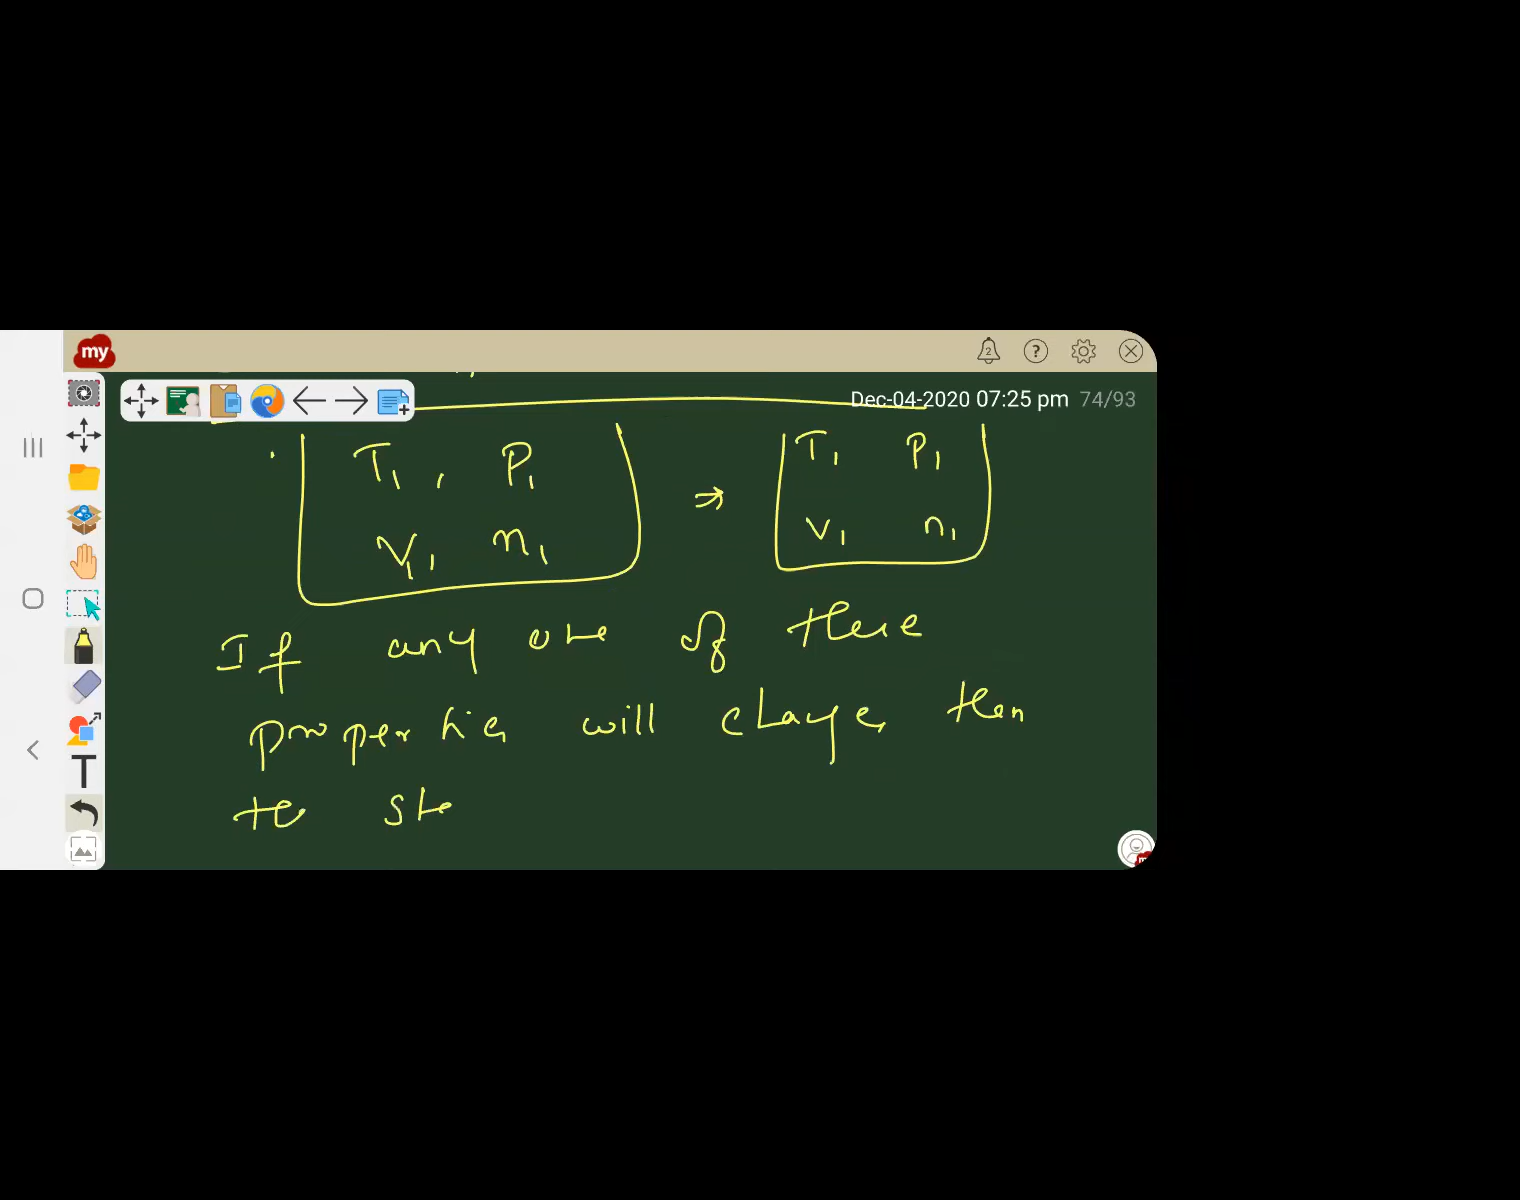 my
Dec-04-2020 07:25 pm 74/93
T1, P1 ⇒ T1 P1
V1, n1 V1 n1
If any one of these
properties will change, then
the ste